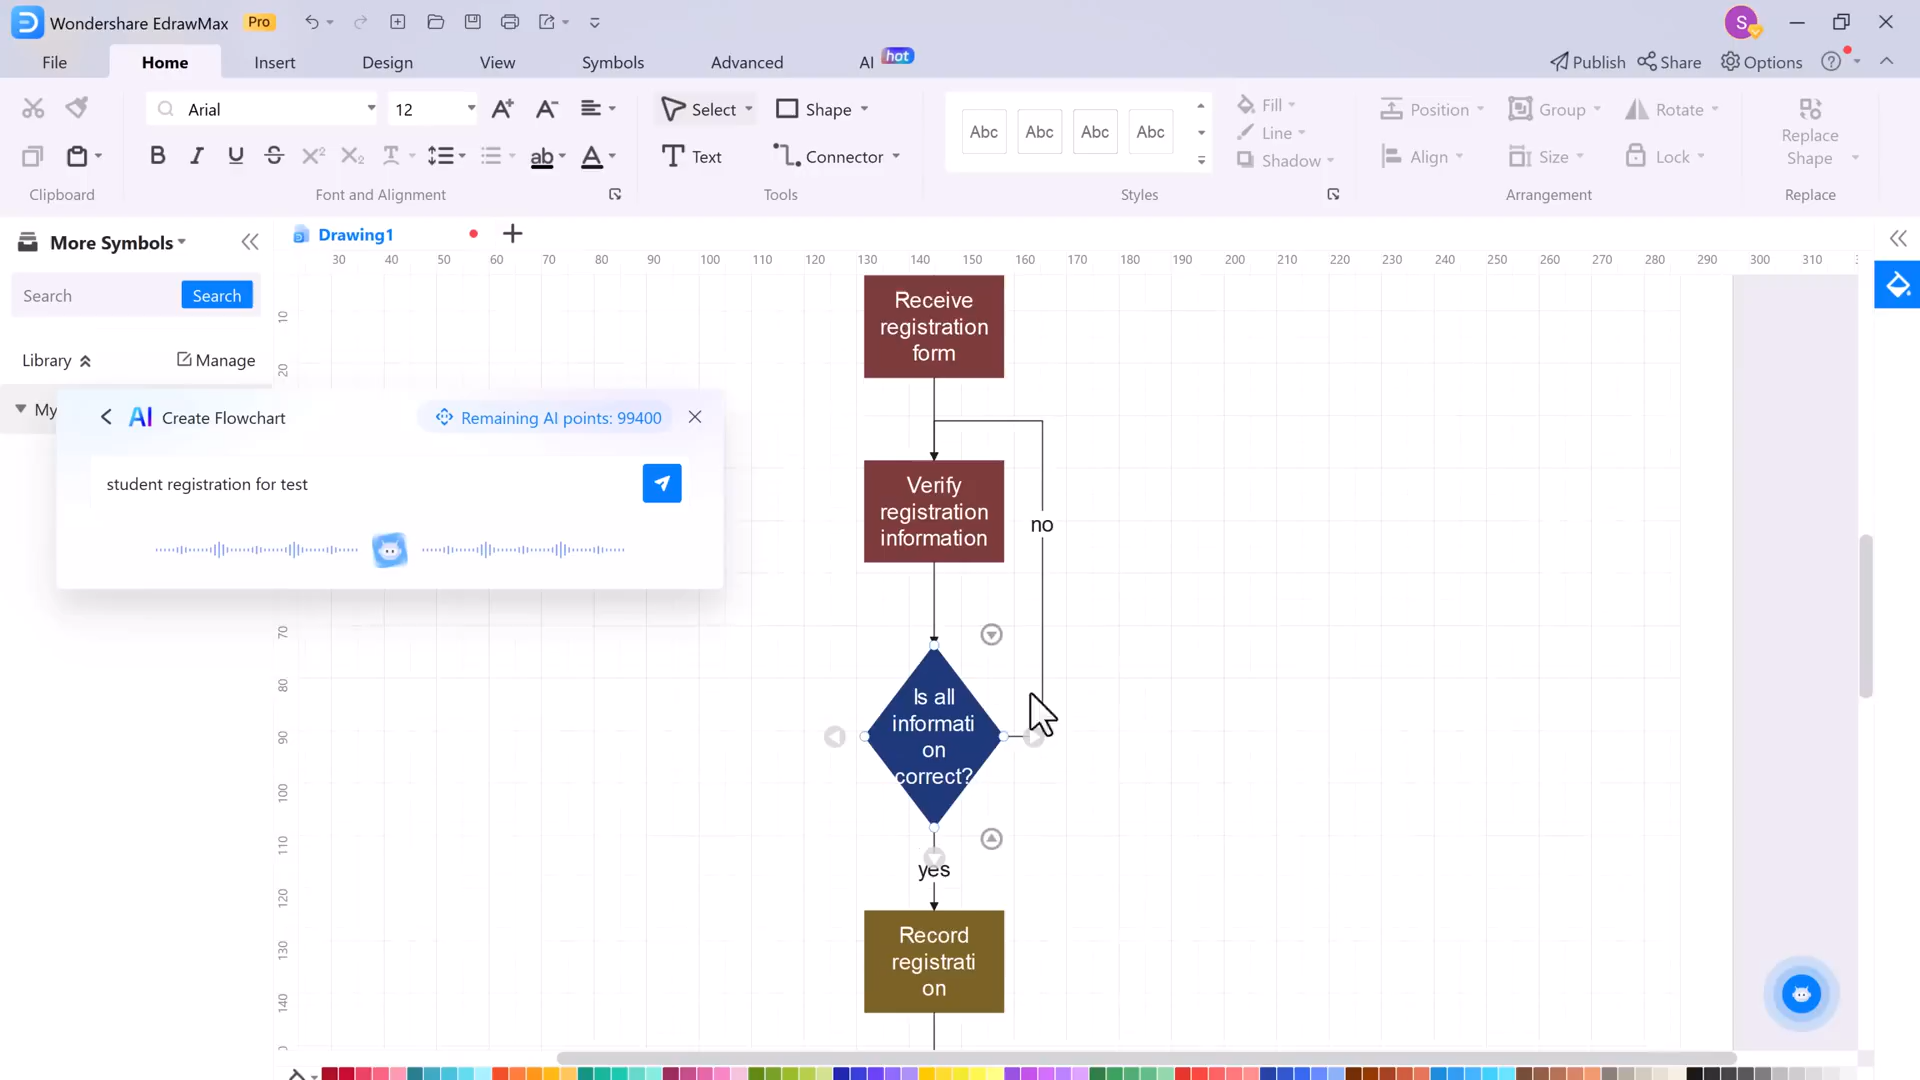 Wondershare EdrawMax Pro
S
File Home Insert Design View Symbols Advanced AI hot
Publish Share Options
Arial 12 A+ A- Select Shape
B I U S X² X₂ T ab A Text Connector
Abc Abc Abc Abc
Fill
Line
Shadow
Position Group Rotate
Align Size Lock
Replace
Shape
Clipboard Font and Alignment Tools Styles Arrangement Replace
More Symbols
Drawing1
30 40 50 60 70 80 90 100 110 120 130 140 150 160 170 180 190 200 210 220 230 240 250 260 270 280 290 300 310
Search Search
Library Manage
My
AI Create Flowchart Remaining AI points: 99400
student registration for test
10
20
70
80
90
100
110
120
130
140
Receive
registration
form
Verify
registration
information
no
Is all
informati
on
correct?
yes
Record
registrati
on